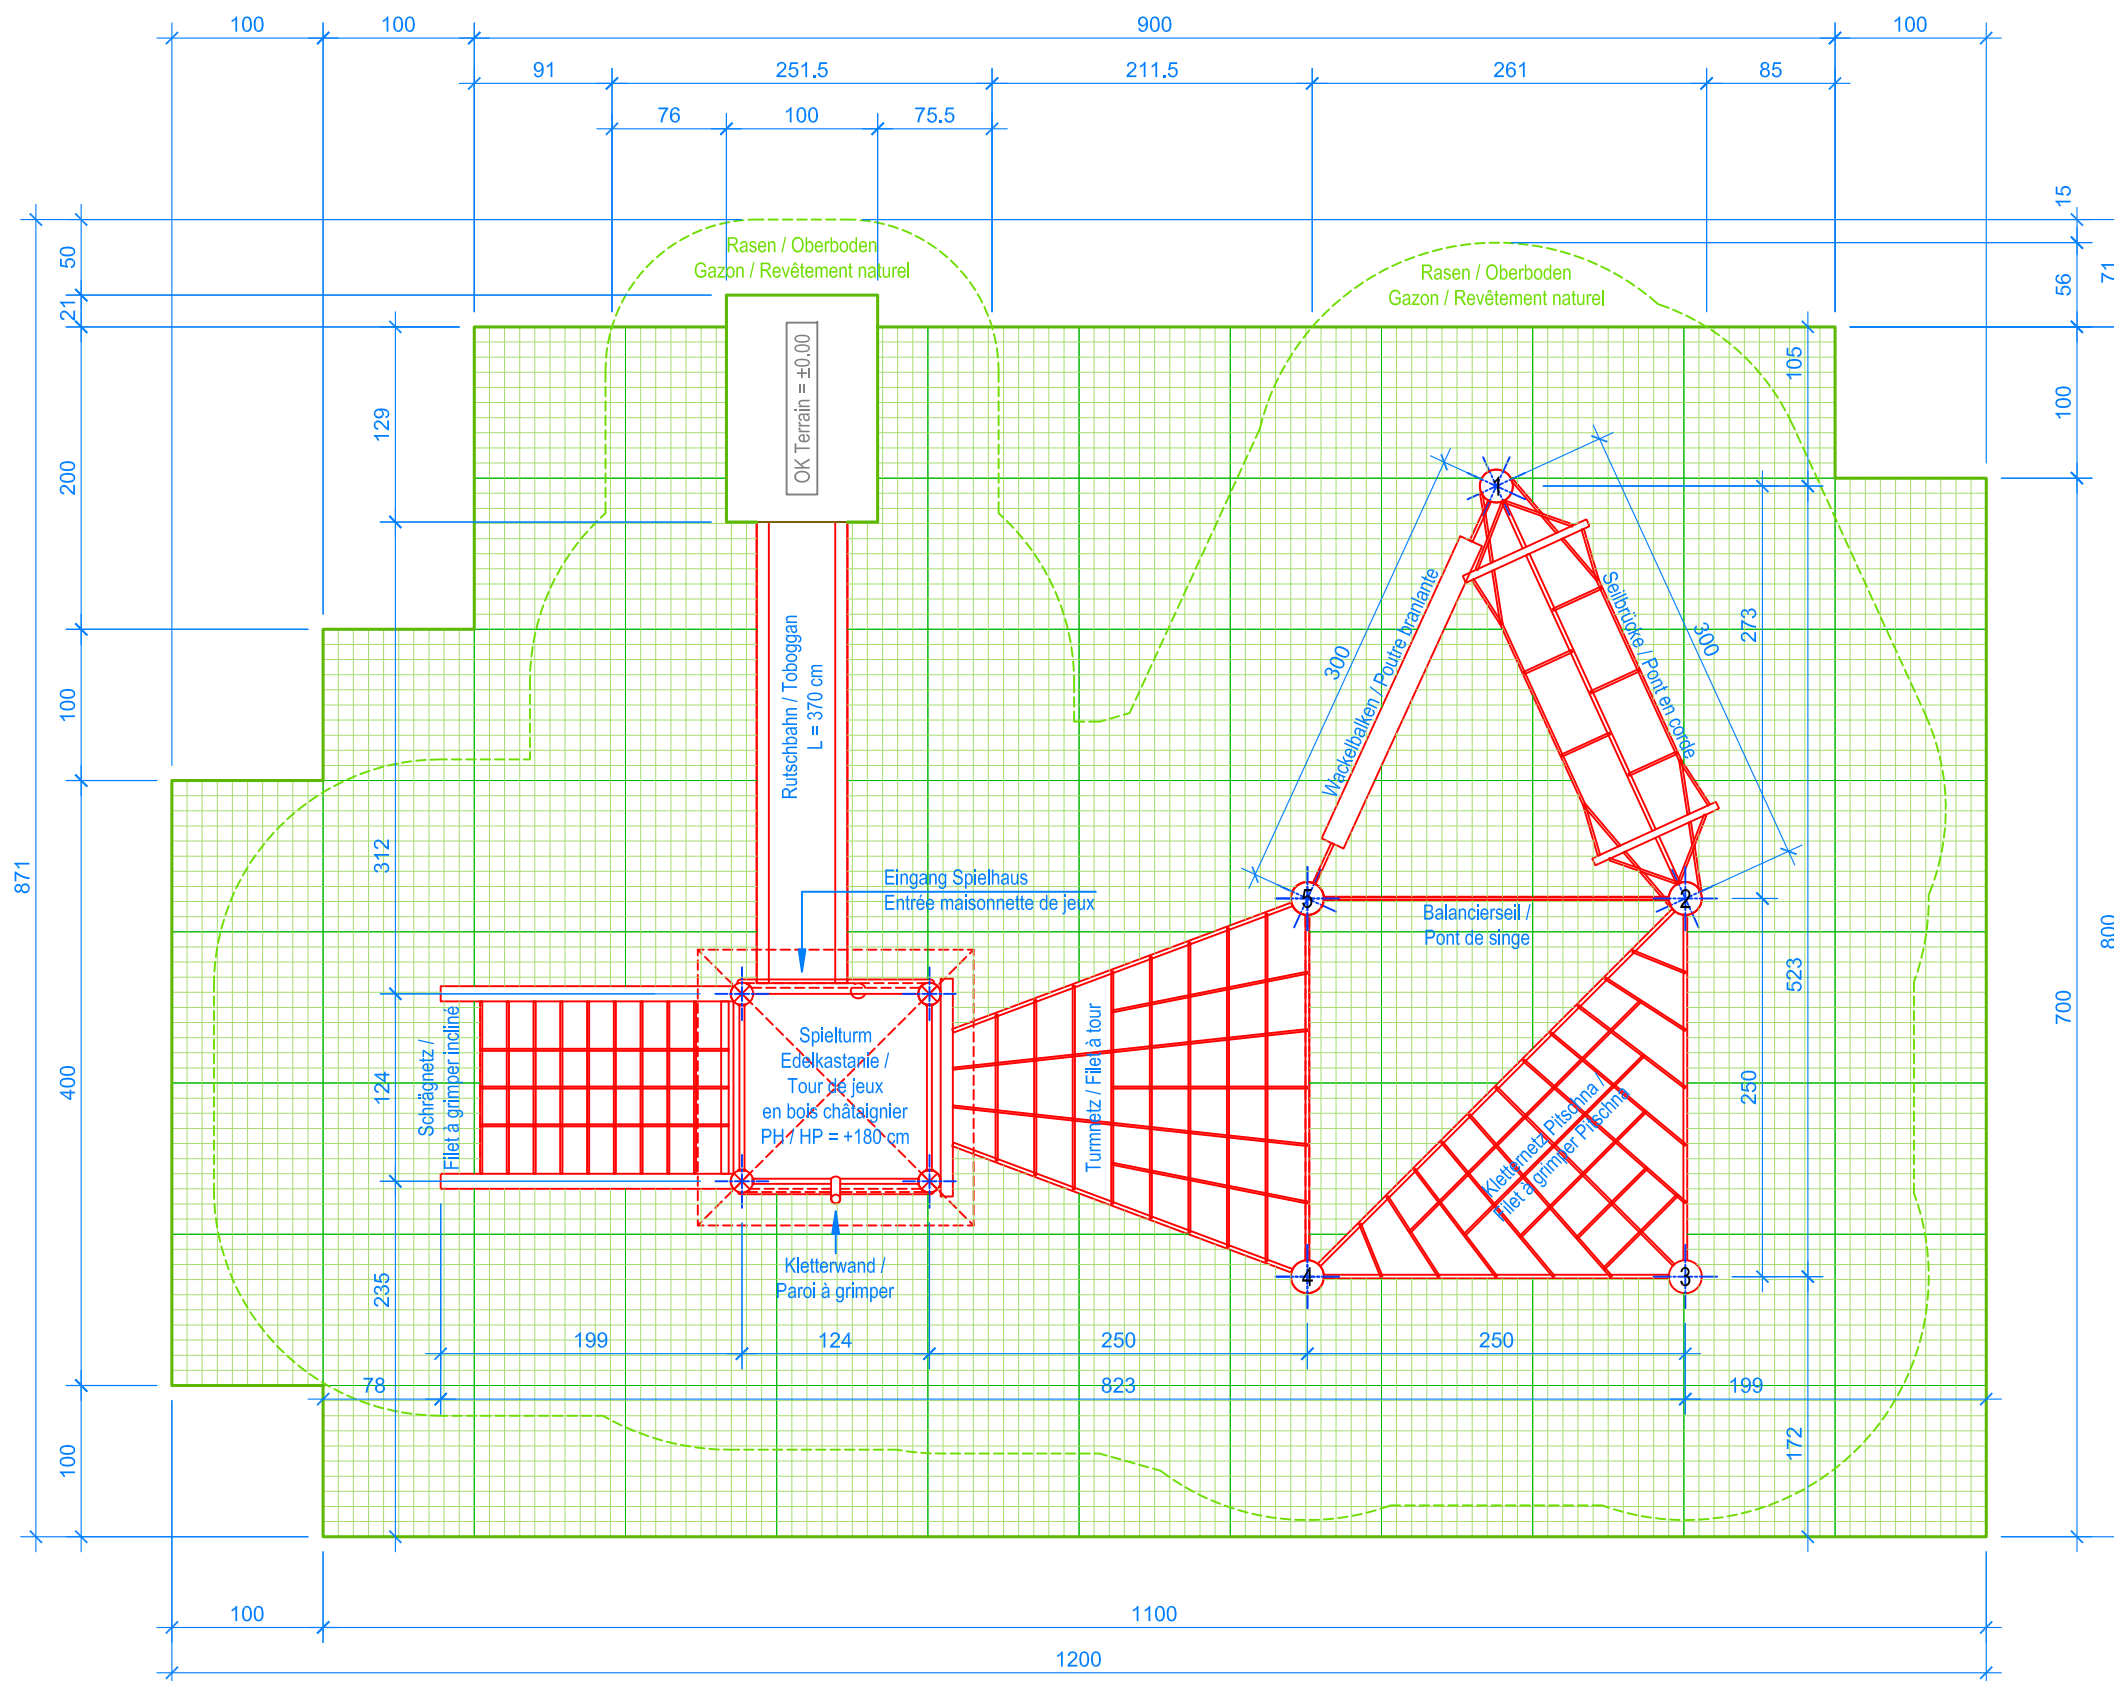 100
100
900
100
91
251.5
211.5
261
85
76
100
75.5
15
50
21
56
71
Rasen / Oberboden
Gazon / Revêtement naturel
Rasen / Oberboden
Gazon / Revêtement naturel
OK Terrain = ±0.00
129
105
100
200
1
300
300
273
Wackelbalken / Poutre branlante
Seilbrücke / Pont en corde
Rutschbahn / Toboggan
L = 370 cm
100
312
871
Eingang Spielhaus
Entrée maisonnette de jeux
5
2
Balancierseil /
Pont de singe
800
523
700
250
Schrägnetz /
Filet à grimper incliné
Spielturm
Edelkastanie /
Tour de jeux
en bois châtaignier
PH / HP = +180 cm
Turmnetz / Filet à tour
Kletternetz Pitschna /
Filet à grimper Pitschna
400
124
4
3
Kletterwand /
Paroi à grimper
235
199
124
250
250
78
823
199
100
172
100
1100
1200